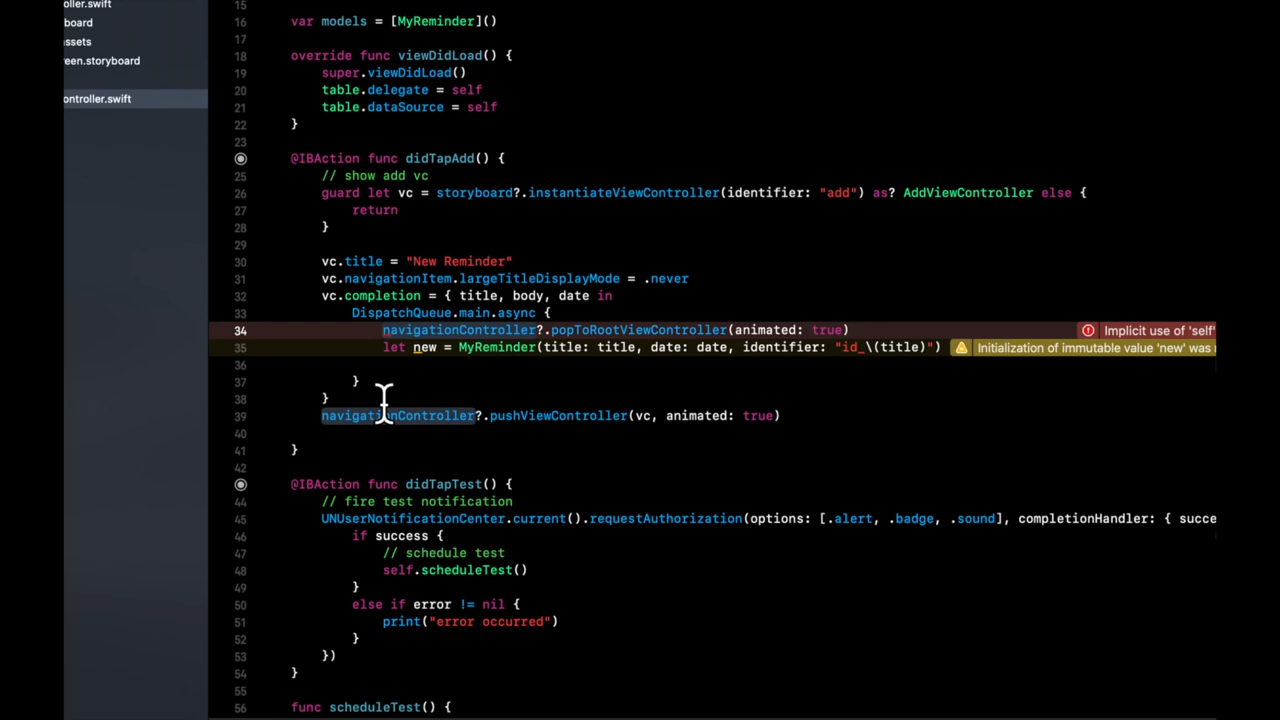 oller.swift
board
assets
een.storyboard
ontroller.swift
15
16 var models = [MyReminder]()
17
18 override func viewDidLoad() {
19 super.viewDidLoad()
20 table.delegate = self
21 table.dataSource = self
22 }
23
@IBAction func didTapAdd() {
25 // show add vc
26 guard let vc = storyboard?.instantiateViewController(identifier: "add") as? AddViewController else {
27 return
28 }
29
30 vc.title = "New Reminder"
31 vc.navigationItem.largeTitleDisplayMode = .never
32 vc.completion = { title, body, date in
33 DispatchQueue.main.async {
34 navigationController?.popToRootViewController(animated: true) Implicit use of 'self'
35 let new = MyReminder(title: title, date: date, identifier: "id_\(title)") Initialization of immutable value 'new' was
36
37 }
38 }
39 navigationController?.pushViewController(vc, animated: true)
40
41 }
42
@IBAction func didTapTest() {
44 // fire test notification
45 UNUserNotificationCenter.current().requestAuthorization(options: [.alert, .badge, .sound], completionHandler: { succe
46 if success {
47 // schedule test
48 self.scheduleTest()
49 }
50 else if error != nil {
51 print("error occurred")
52 }
53 })
54 }
55
56 func scheduleTest() {